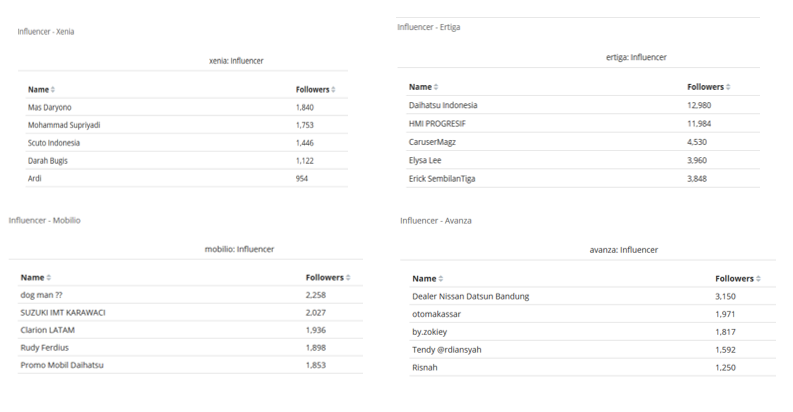 Influencer - Xenia
xenia: Influencer
Name Followers
Mas Daryono 1,840
Mohammad Supriyadi 1,753
Scuto Indonesia 1,446
Darah Bugis 1,122
Ardi 954
Influencer - Ertiga
ertiga: Influencer
Name Followers
Daihatsu Indonesia 12,980
HMI PROGRESIF 11,984
CaruserMagz 4,530
Elysa Lee 3,960
Erick SembilanTiga 3,848
Influencer - Mobilio
mobilio: Influencer
Name Followers
dog man ?? 2,258
SUZUKI IMT KARAWACI 2,027
Clarion LATAM 1,936
Rudy Ferdius 1,898
Promo Mobil Daihatsu 1,853
Influencer - Avanza
avanza: Influencer
Name Followers
Dealer Nissan Datsun Bandung 3,150
otomakassar 1,971
by.zokiey 1,817
Tendy @rdiansyah 1,592
Risnah 1,250